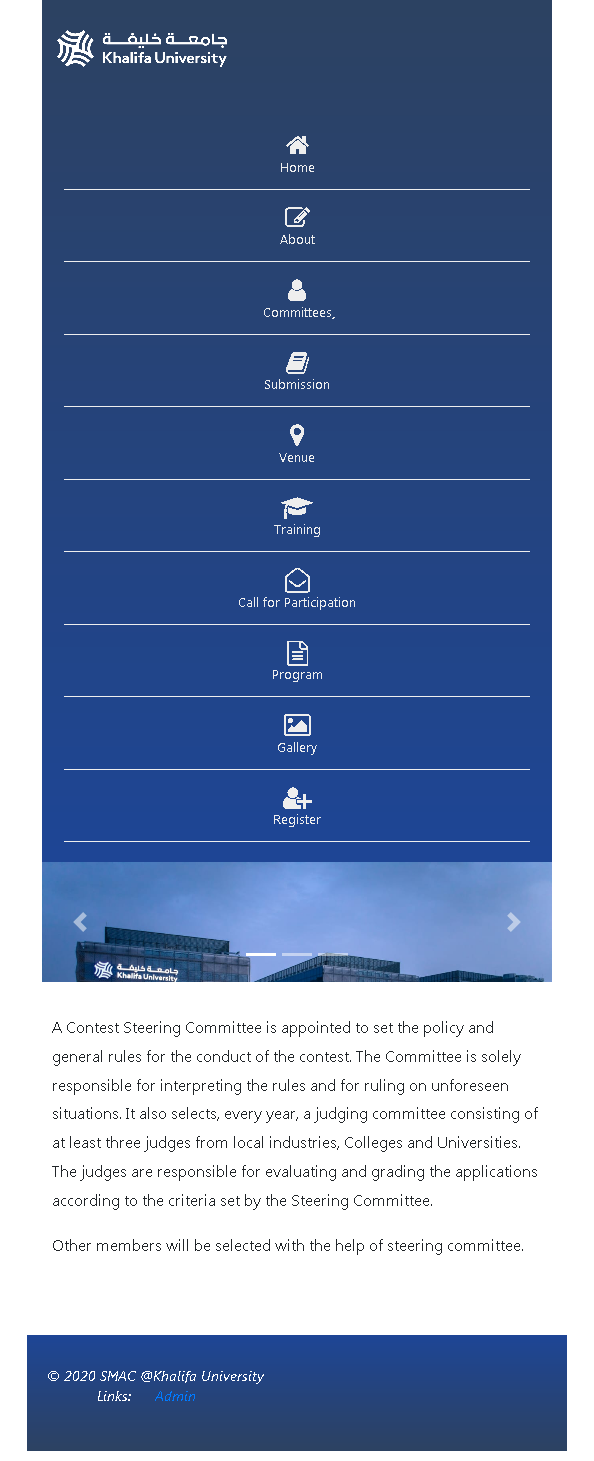 جامعة خليفة
Khalifa University
Home
About
Committees,
Submission
Venue
Training
Call for Participation
Program
Gallery
Register
جامعة خليفة
Khalifa University
A Contest Steering Committee is appointed to set the policy and
general rules for the conduct of the contest. The Committee is solely
responsible for interpreting the rules and for ruling on unforeseen
situations. It also selects, every year, a judging committee consisting of
at least three judges from local industries, Colleges and Universities.
The judges are responsible for evaluating and grading the applications
according to the criteria set by the Steering Committee.
Other members will be selected with the help of steering committee.
© 2020 SMAC @Khalifa University
Links: Admin